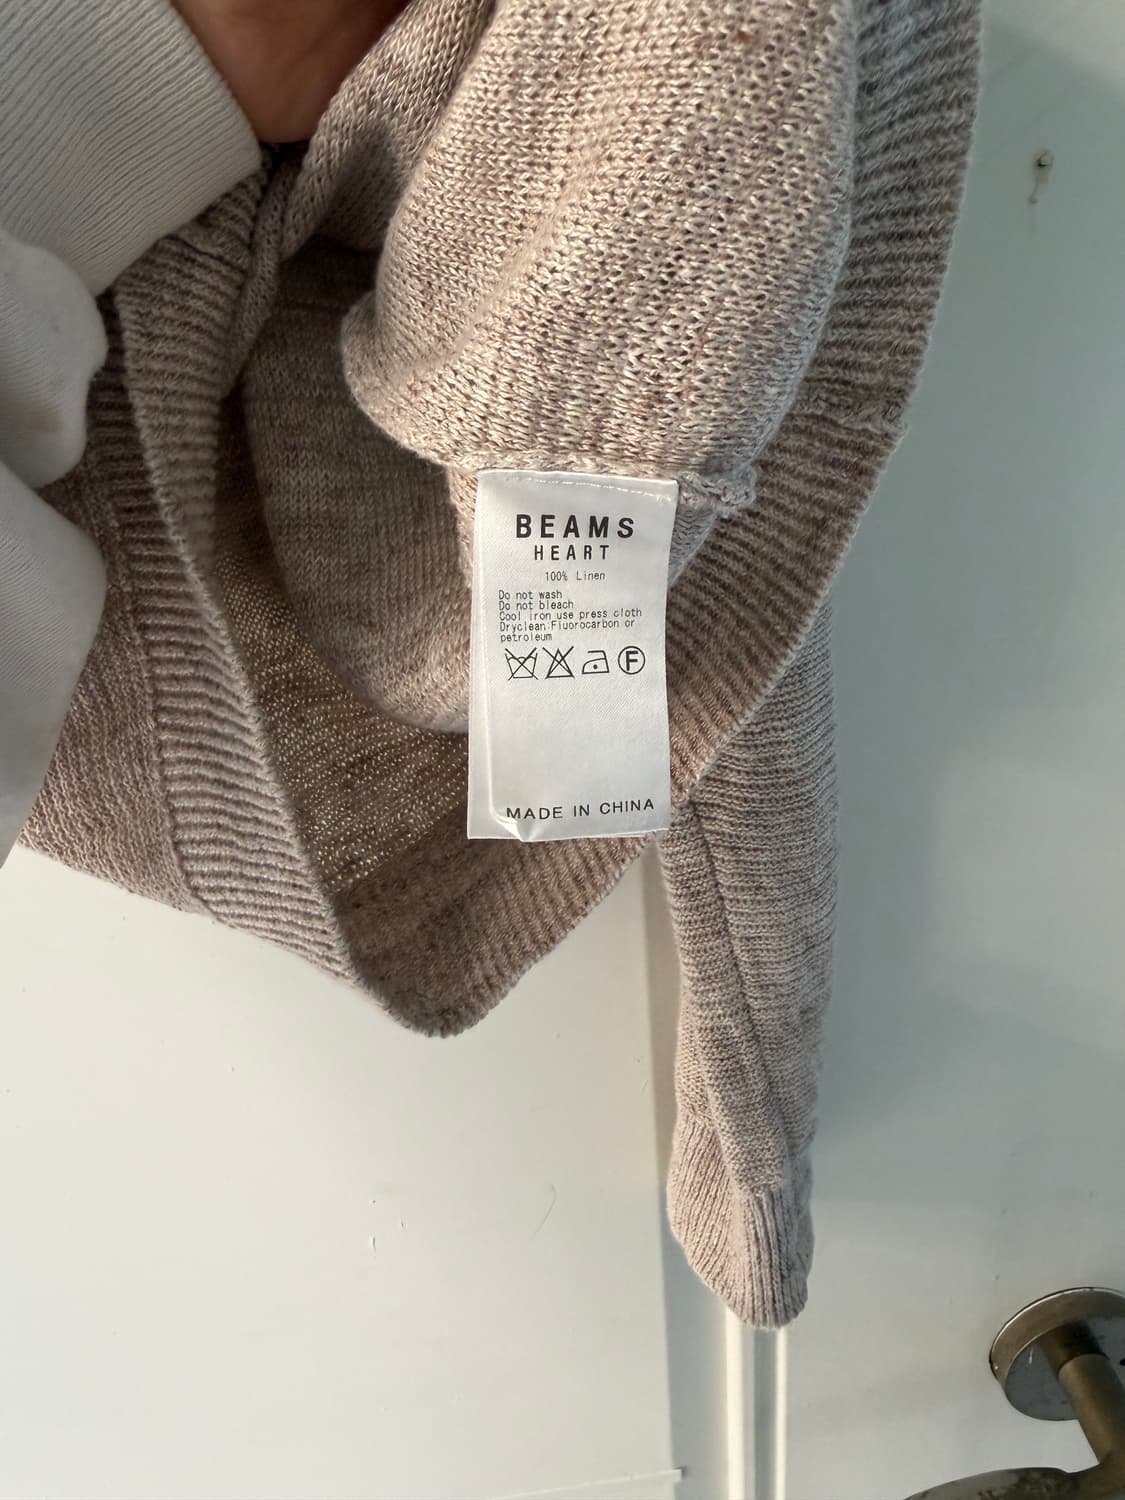 BEAMS
HEART
100% Linen
Do not wash
Do not bleach
Cool iron use press cloth
Dryclean:Fluorocarbon or
petroleum
F
MADE IN CHINA